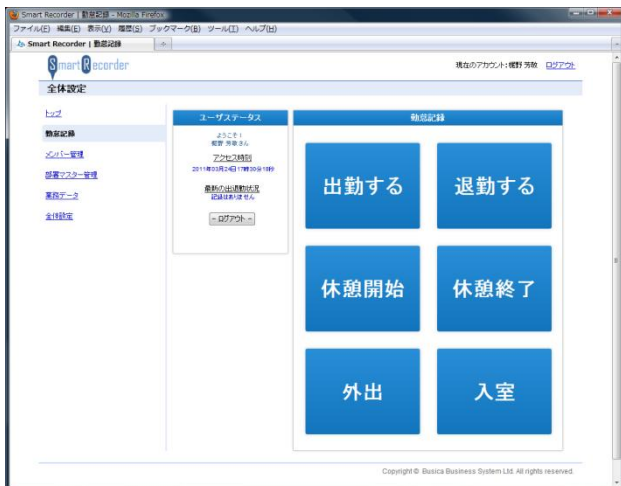 Smart Recorder | 勤怠記録 - Mozilla Firefox
ファイル(F) 編集(E) 表示(V) 履歴(S) ブックマーク(B) ツール(T) ヘルプ(H)
Smart Recorder | 勤怠記録
Smart Recorder
現在のアカウント: 梶野 秀敏 ログアウト
全体設定
トップ
勤怠記録
メンバー管理
部署マスター管理
業務データ
全体設定
ユーザステータス
ようこそ!
梶野 秀敏さん
アクセス時刻
2011年03月24日17時30分18秒
最新の出退勤状況
記録はありません
- ログアウト -
勤怠記録
出勤する
退勤する
休憩開始
休憩終了
外出
入室
Copyright © Busica Business System Ltd. All rights reserved.